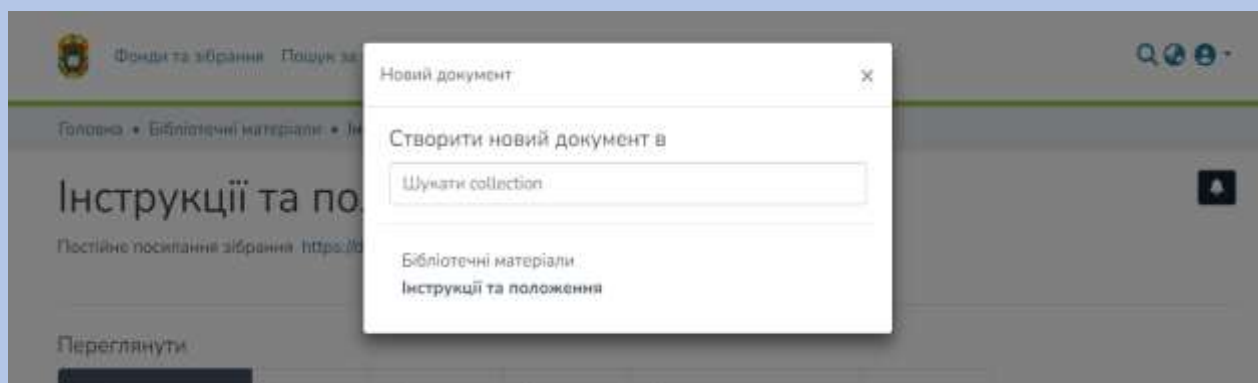 Фонди та зібрання Пошук за
Новий документ
×
Головна • Бібліотечні матеріали • Ін
Створити новий документ в
Шукати collection
Інструкції та по
Постійне посилання зібрання https://d
Бібліотечні матеріали
Інструкції та положення
Переглянути